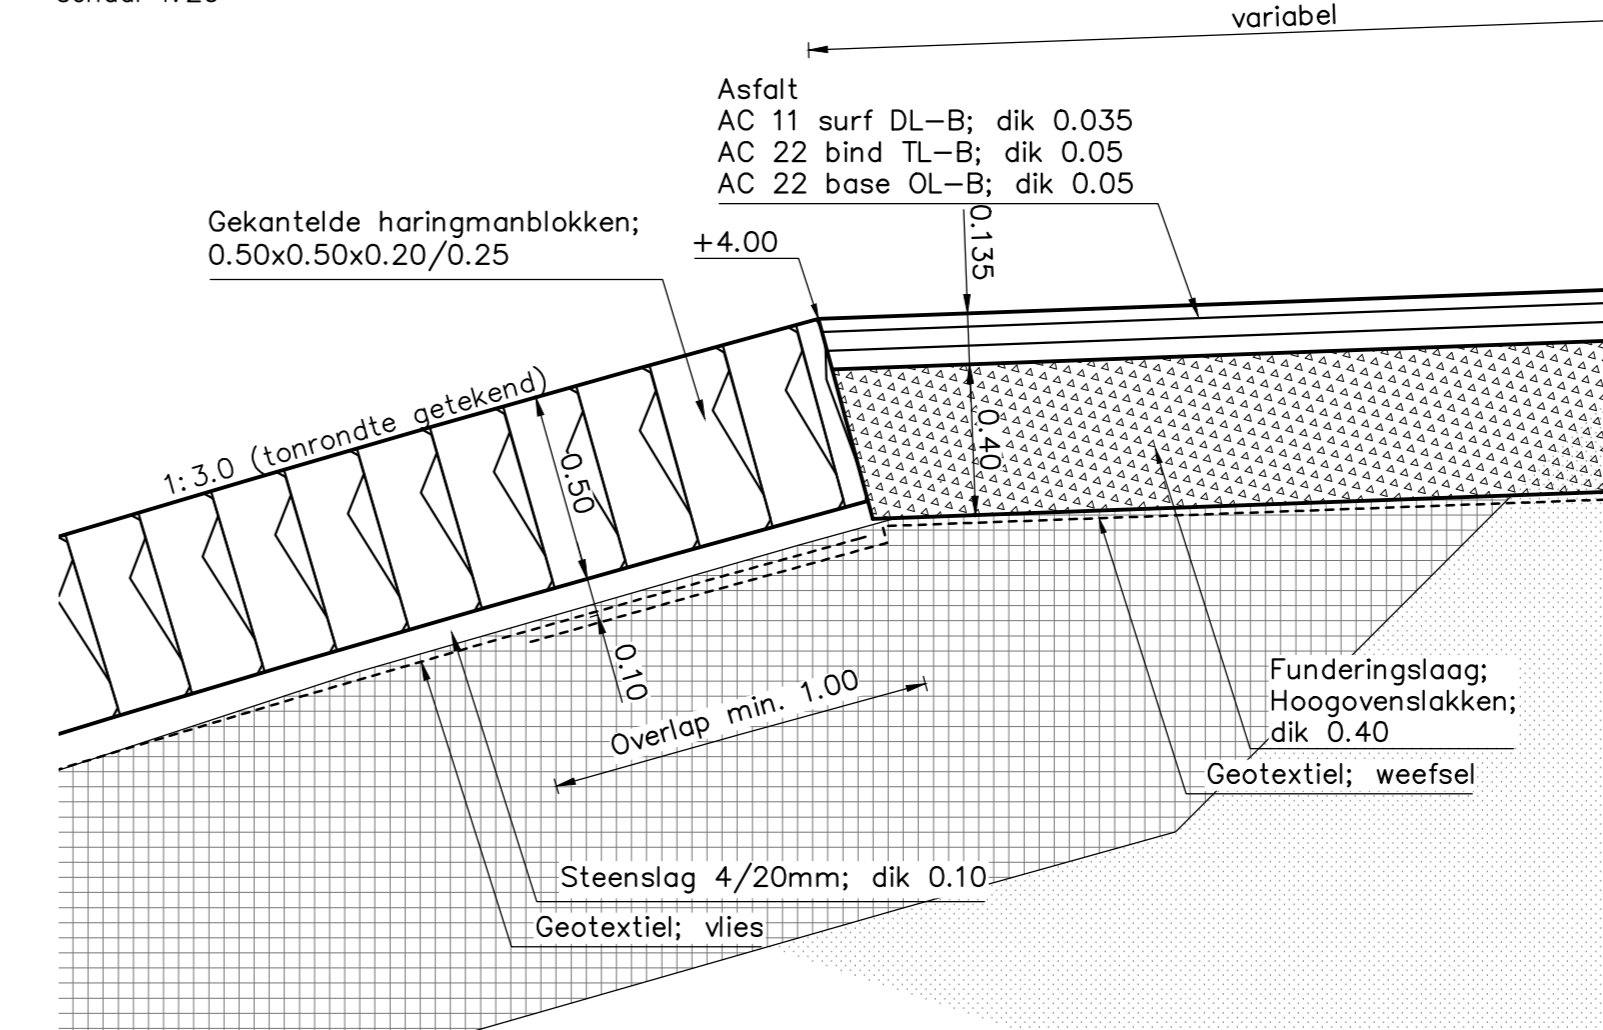 variabel
Asfalt
AC 11 surf DL-B; dik 0.035
AC 22 bind TL-B; dik 0.05
AC 22 base OL-B; dik 0.05
Gekantelde haringmanblokken;
0.50x0.50x0.20/0.25
+4.00
0.135
1: 3.0 (tonrondte getekend)
0.50
0.40
0.10
Overlap min. 1.00
Funderingslaag;
Hoogovenslakken;
dik 0.40
Geotextiel; weefsel
Steenslag 4/20mm; dik 0.10
Geotextiel; vlies